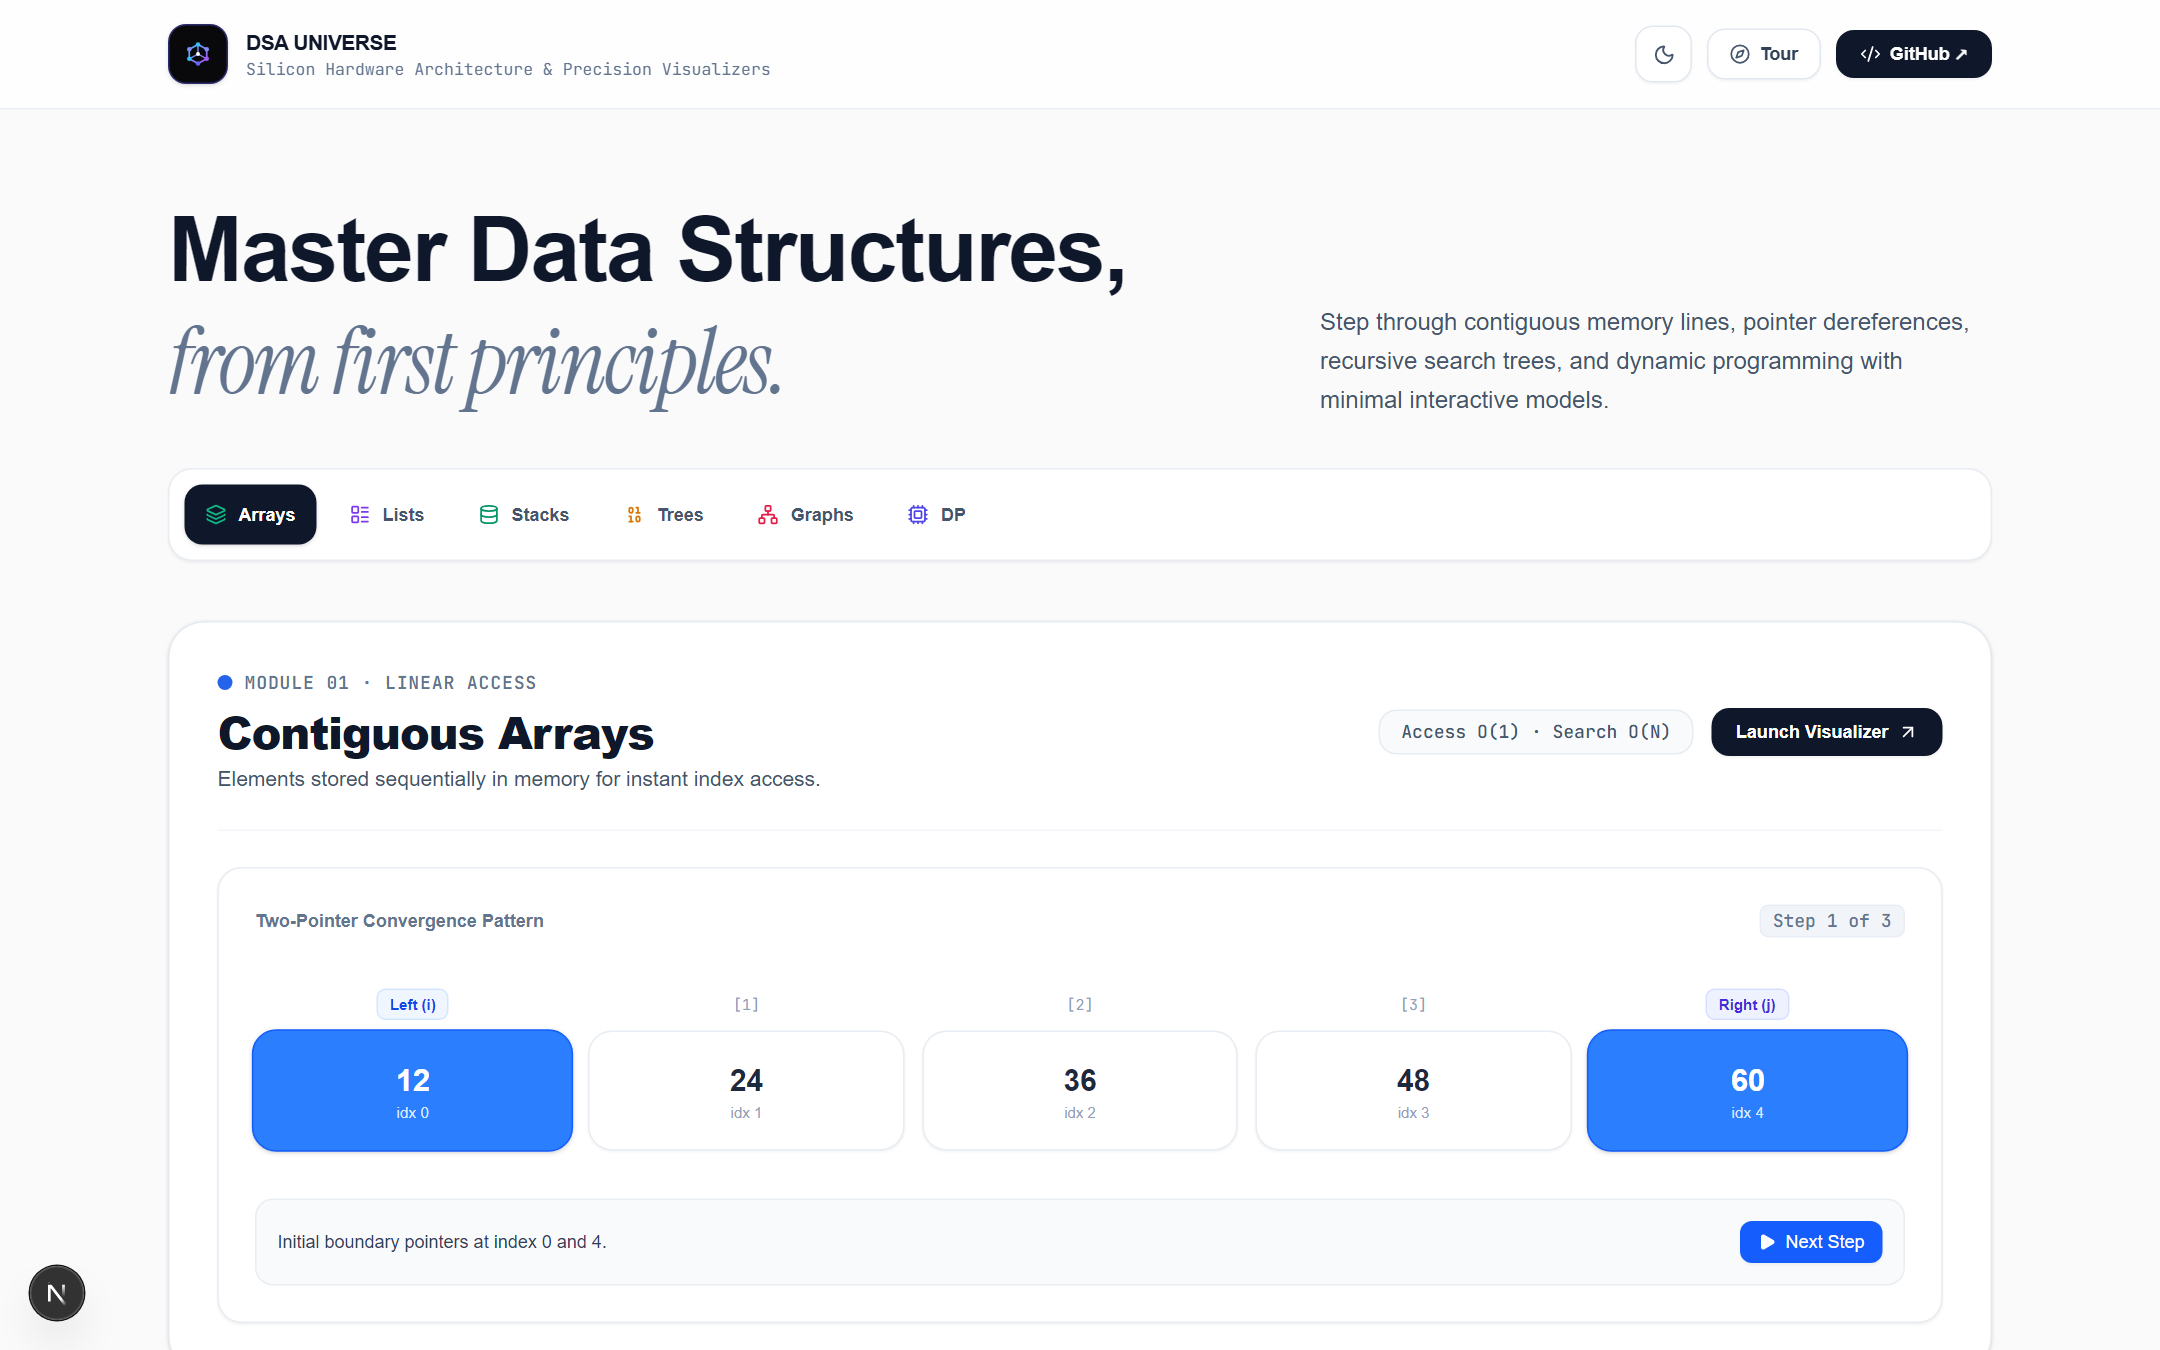 DSA UNIVERSE
Silicon Hardware Architecture & Precision Visualizers
Tour
</> GitHub ↗
Master Data Structures,
from first principles.
Step through contiguous memory lines, pointer dereferences,
recursive search trees, and dynamic programming with
minimal interactive models.
Arrays
Lists
Stacks
Trees
Graphs
DP
MODULE 01 · LINEAR ACCESS
Contiguous Arrays
Elements stored sequentially in memory for instant index access.
Access O(1) · Search O(N)
Launch Visualizer
Two-Pointer Convergence Pattern
Step 1 of 3
Left (i)
[1]
[2]
[3]
Right (j)
12
24
36
48
60
idx 0
idx 1
idx 2
idx 3
idx 4
Initial boundary pointers at index 0 and 4.
Next Step
N